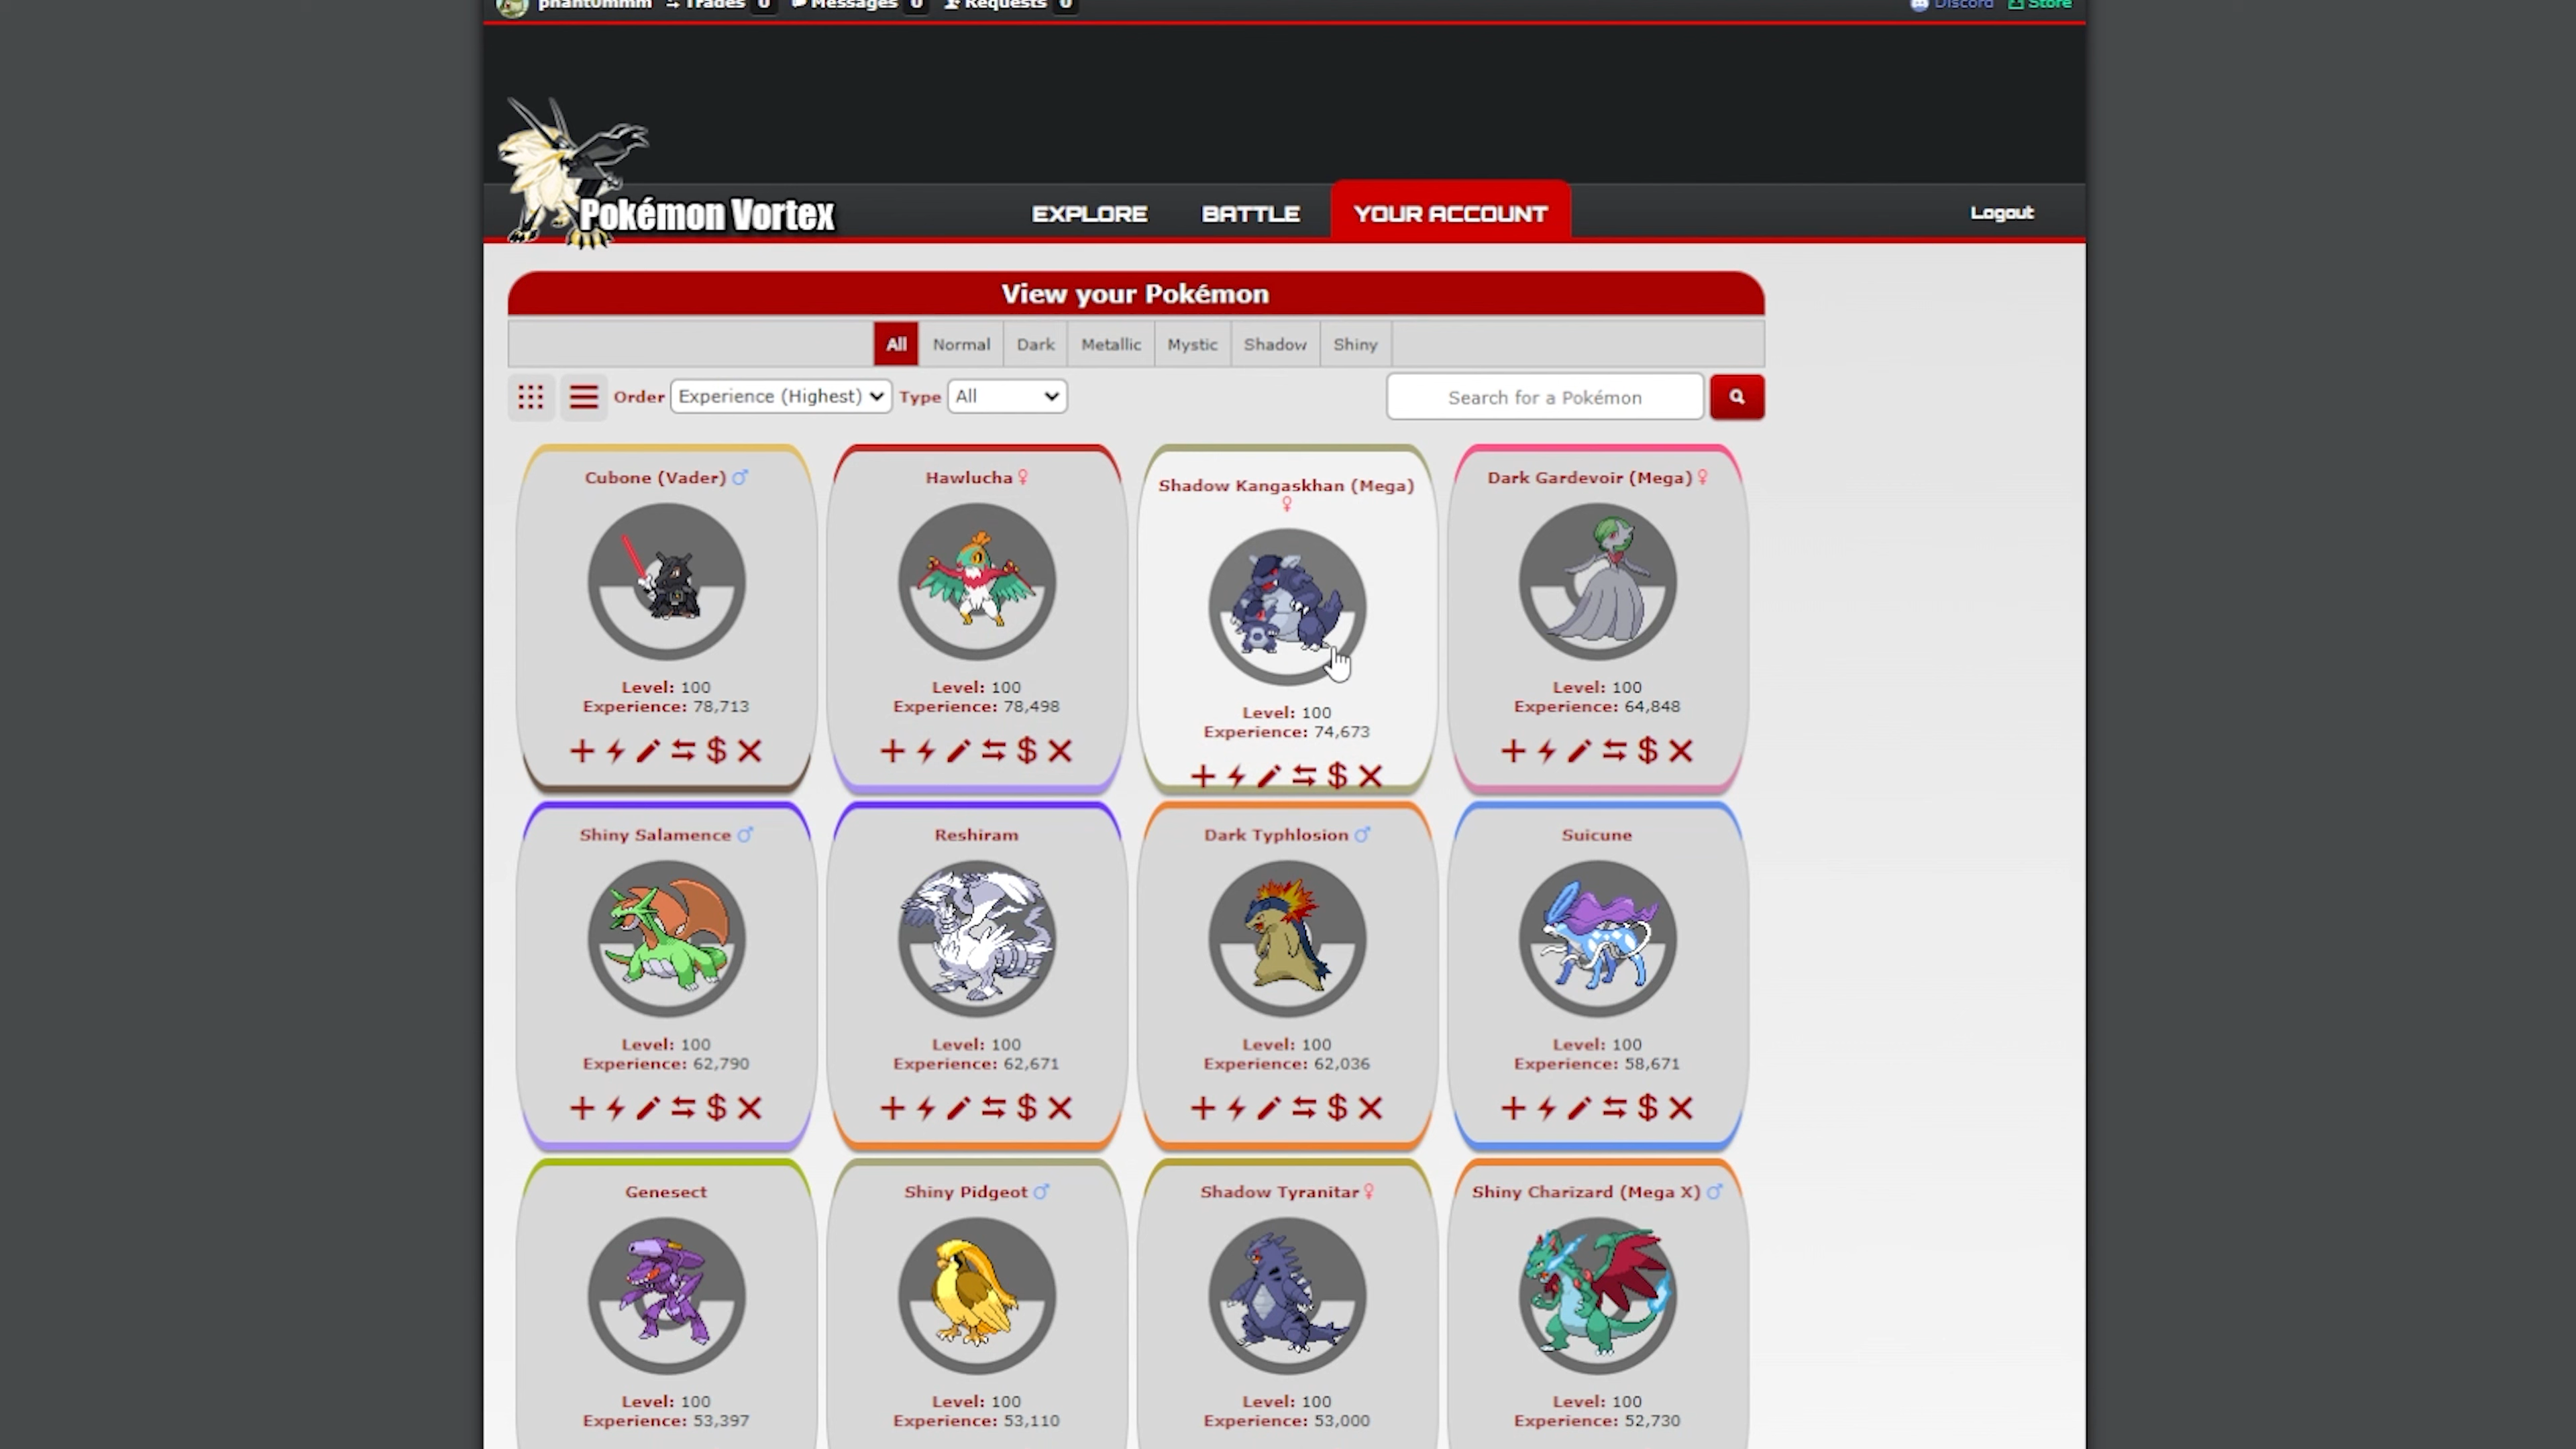 phant0mmm Trades 0 Messages 0 Requests 0 Discord Store
Pokémon Vortex EXPLORE BATTLE YOUR ACCOUNT Logout
View your Pokémon
All Normal Dark Metallic Mystic Shadow Shiny
Order Experience (Highest) Type All Search for a Pokémon
Cubone (Vader) ♂
Level: 100
Experience: 78,713
Hawlucha ♀
Level: 100
Experience: 78,498
Shadow Kangaskhan (Mega)
♀
Level: 100
Experience: 74,673
Dark Gardevoir (Mega) ♀
Level: 100
Experience: 64,848
Shiny Salamence ♂
Level: 100
Experience: 62,790
Reshiram
Level: 100
Experience: 62,671
Dark Typhlosion ♂
Level: 100
Experience: 62,036
Suicune
Level: 100
Experience: 58,671
Genesect
Level: 100
Experience: 53,397
Shiny Pidgeot ♂
Level: 100
Experience: 53,110
Shadow Tyranitar ♀
Level: 100
Experience: 53,000
Shiny Charizard (Mega X) ♂
Level: 100
Experience: 52,730